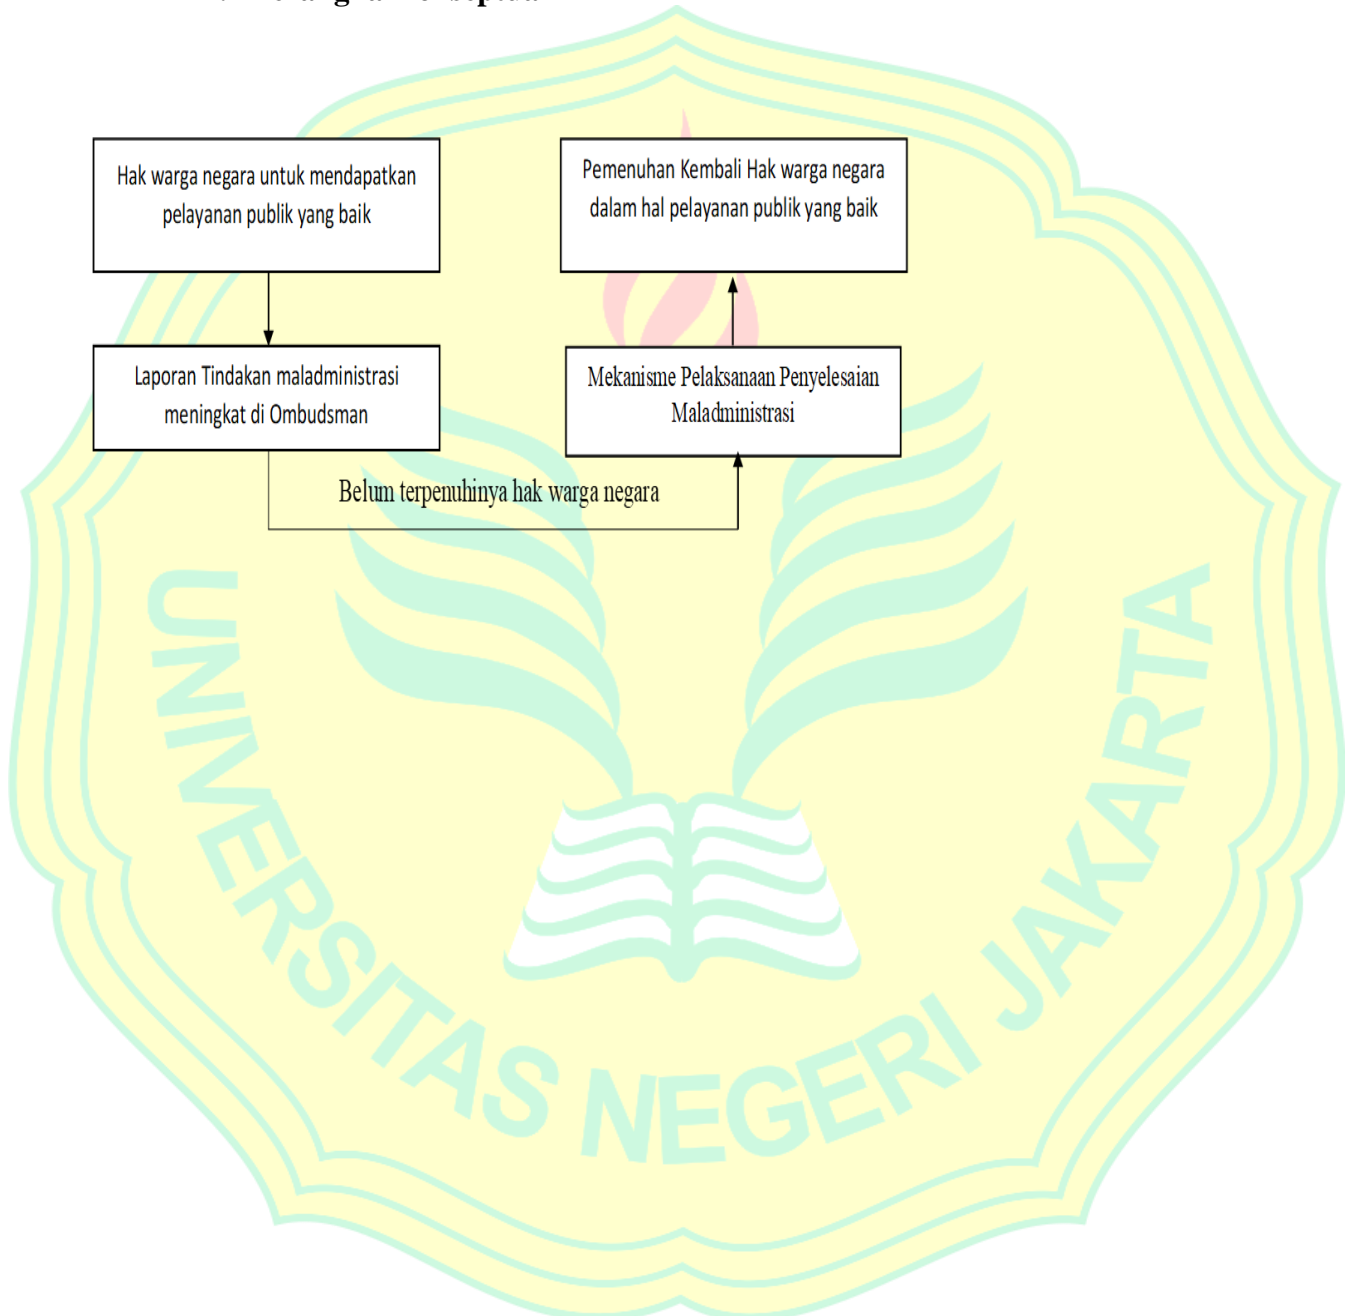 Hak warga negara untuk mendapatkan
pelayanan publik yang baik
Pemenuhan Kembali Hak warga negara
dalam hal pelayanan publik yang baik
Laporan Tindakan maladministrasi
meningkat di Ombudsman
Mekanisme Pelaksanaan Penyelesaian
Maladministrasi
Belum terpenuhinya hak warga negara
UNIVERSITAS NEGERI JAKARTA